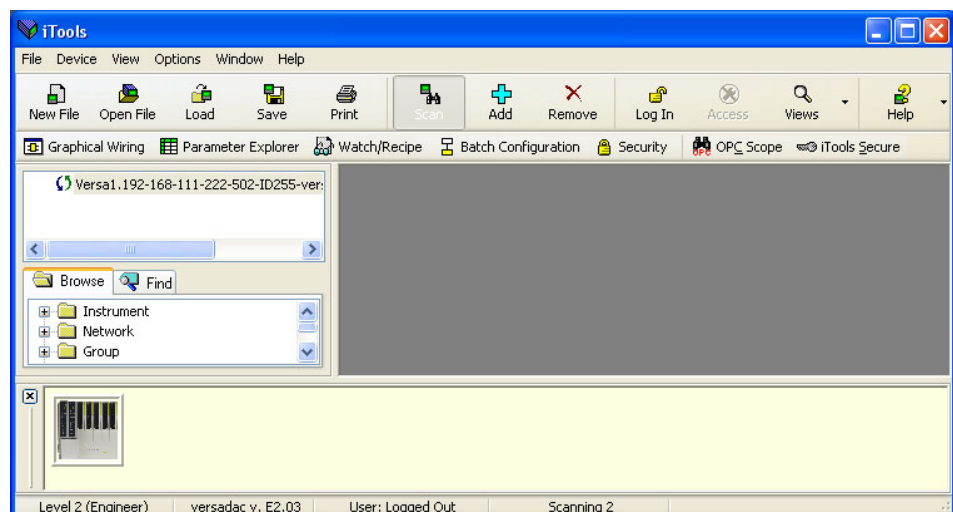 iTools
File Device View Options Window Help
New File Open File Load Save Print Scan Add Remove Log In Access Views Help
Graphical Wiring Parameter Explorer Watch/Recipe Batch Configuration Security OPC OPC Scope iTools Secure
Versa1.192-168-111-222-502-ID255-ver
Browse Find
Instrument
Network
Group
Level 2 (Engineer) versadac v. E2.03 User: Logged Out Scanning 2